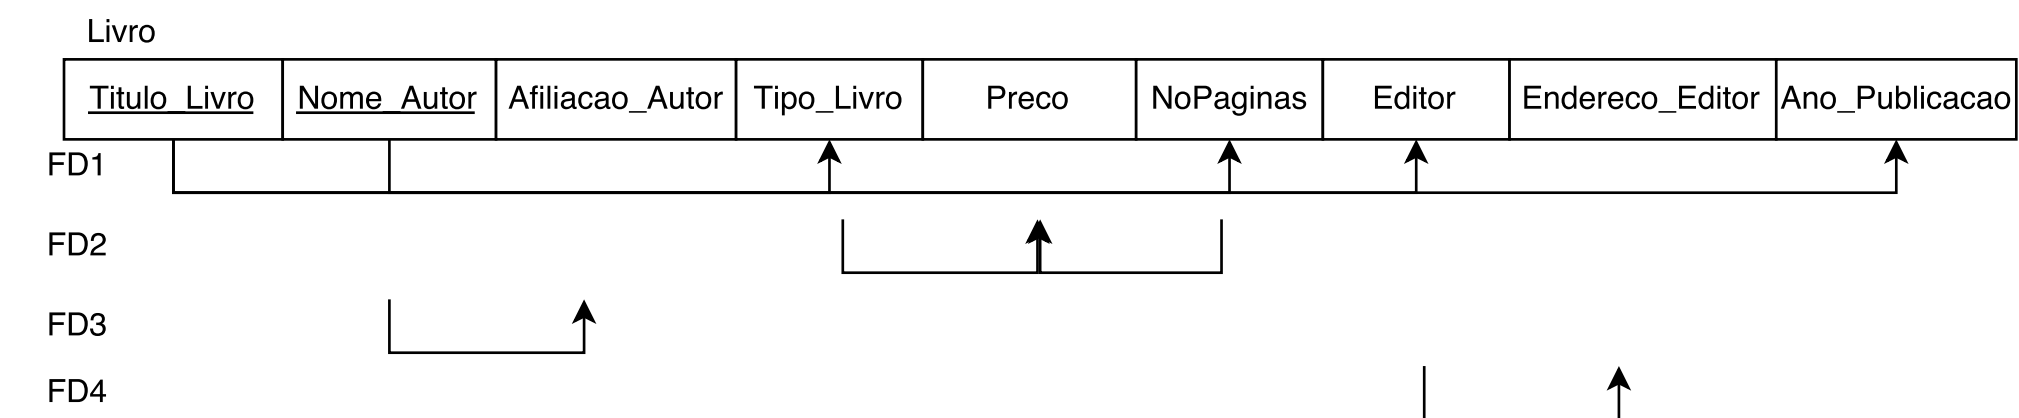 Livro
Titulo_Livro Nome_Autor Afiliacao_Autor Tipo_Livro Preco NoPaginas Editor Endereco_Editor Ano_Publicacao
FD1
FD2
FD3
FD4